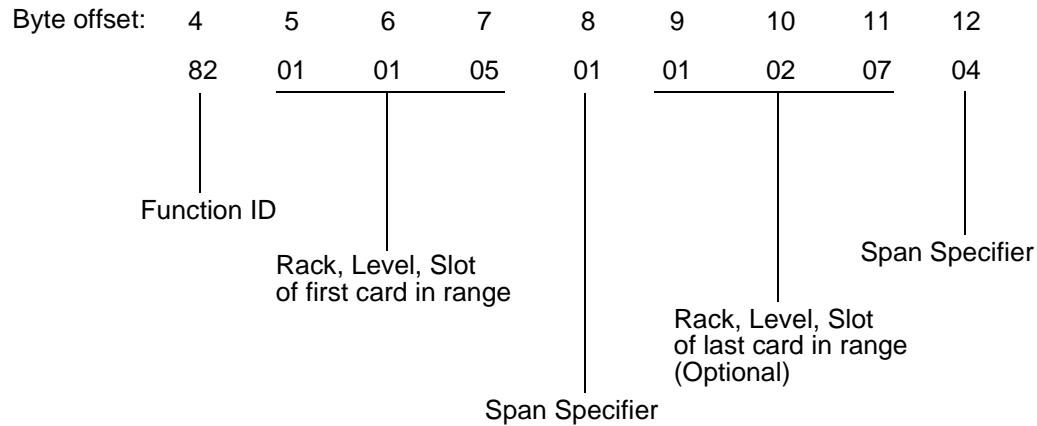 Byte offset: 4 5 6 7 8 9 10 11 12
82 01 01 05 01 01 02 07 04
Function ID
Rack, Level, Slot
of first card in range
Span Specifier
Rack, Level, Slot
of last card in range
(Optional)
Span Specifier